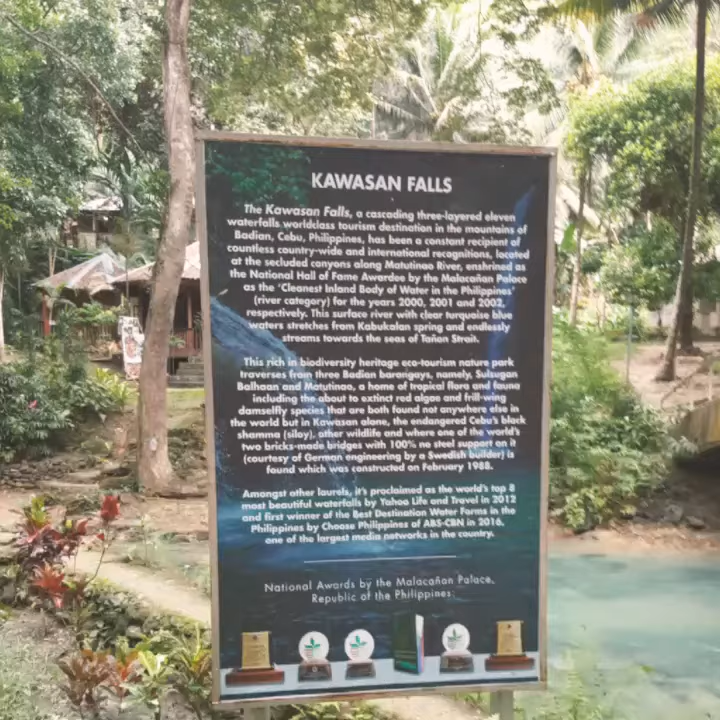 KAWASAN FALLS
The Kawasan Falls, a cascading three-layered eleven
waterfalls worldclass tourism destination in the mountains of
Badian, Cebu, Philippines, has been a constant recipient of
countless country-wide and international recognitions, located
at the secluded canyons along Matutinao River, enshrined as
the National Hall of Fame Awardee by the Malacañan Palace
as the 'Cleanest Inland Body of Water in the Philippines'
(river category) for the years 2000, 2001 and 2002,
respectively. This surface river with clear turquoise blue
waters stretches from Kabukalan spring and endlessly
streams towards the seas of Tañan Strait.
This rich in biodiversity heritage eco-tourism nature park
traverses from three Badian barangays, namely, Sulsugan
Balhaan and Matutinao, a home of tropical flora and fauna
including the about to extinct red algae and frill-wing
damselfly species that are both found not anywhere else in
the world but in Kawasan alone, the endangered Cebu's black
shamma (siloy), other wildlife and where one of the world's
two bricks-made bridges with 100% no steel support on it
(courtesy of German engineering by a Swedish builder) is
found which was constructed on February 1988.
Amongst other laurels, it's proclaimed as the world's top 8
most beautiful waterfalls by Yahoo Life and Travel in 2012
and first winner of the Best Destination Water Forms in the
Philippines by Choose Philippines of ABS-CBN in 2016,
one of the largest media networks in the country.
National Awards by the Malacañan Palace,
Republic of the Philippines